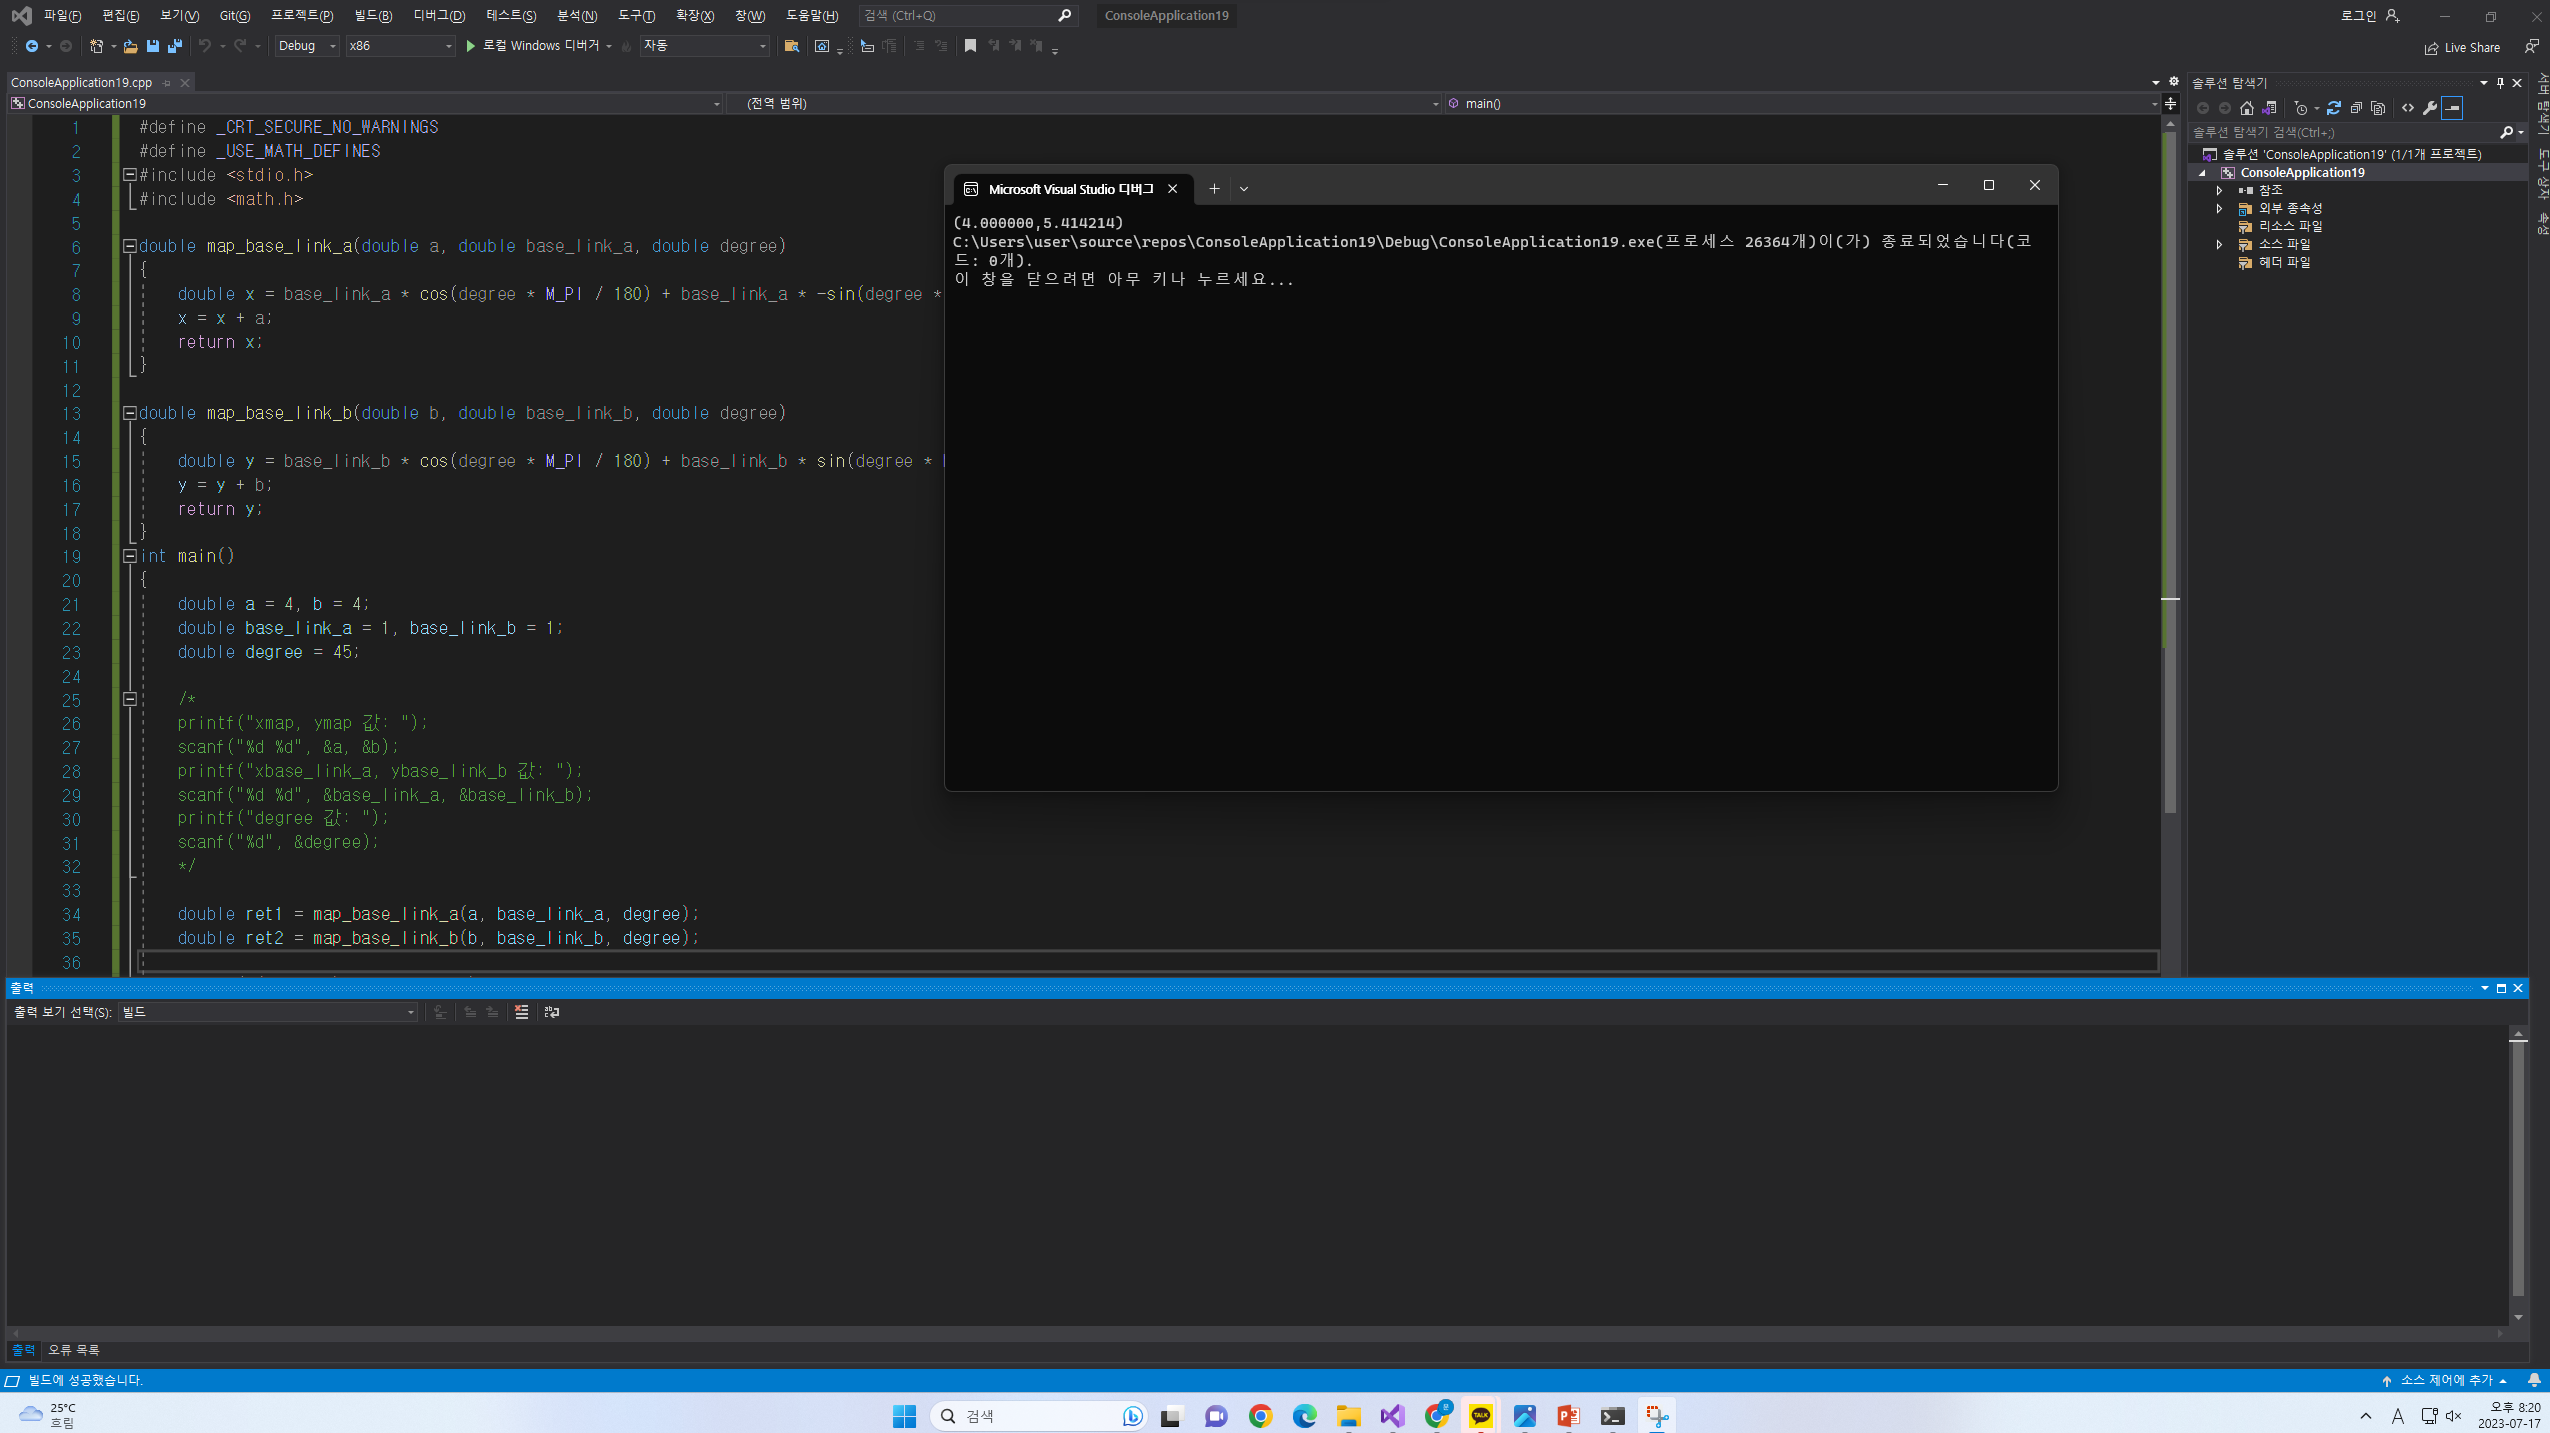 파일(F) 편집(E) 보기(V) Git(G) 프로젝트(P) 빌드(B) 디버그(D) 테스트(S) 분석(N) 도구(T) 확장(X) 창(W) 도움말(H) 검색 (Ctrl+Q) ConsoleApplication19 로그인
Debug x86 로컬 Windows 디버거 자동 Live Share
ConsoleApplication19.cpp
ConsoleApplication19 (전역 범위) main()
1 #define _CRT_SECURE_NO_WARNINGS
2 #define _USE_MATH_DEFINES
3 #include <stdio.h>
4 #include <math.h>
5
6 double map_base_link_a(double a, double base_link_a, double degree)
7 {
8 double x = base_link_a * cos(degree * M_PI / 180) + base_link_a * -sin(degree *
9 x = x + a;
10 return x;
11 }
12
13 double map_base_link_b(double b, double base_link_b, double degree)
14 {
15 double y = base_link_b * cos(degree * M_PI / 180) + base_link_b * sin(degree *
16 y = y + b;
17 return y;
18 }
19 int main()
20 {
21 double a = 4, b = 4;
22 double base_link_a = 1, base_link_b = 1;
23 double degree = 45;
24
25 /*
26 printf("xmap, ymap 값: ");
27 scanf("%d %d", &a, &b);
28 printf("xbase_link_a, ybase_link_b 값: ");
29 scanf("%d %d", &base_link_a, &base_link_b);
30 printf("degree 값: ");
31 scanf("%d", &degree);
32 */
33
34 double ret1 = map_base_link_a(a, base_link_a, degree);
35 double ret2 = map_base_link_b(b, base_link_b, degree);
36
Microsoft Visual Studio 디버그
(4.000000,5.414214)
C:\Users\user\source\repos\ConsoleApplication19\Debug\ConsoleApplication19.exe(프로세스 26364개)이(가) 종료되었습니다(코
드: 0개).
이 창을 닫으려면 아무 키나 누르세요...
솔루션 탐색기
솔루션 탐색기 검색(Ctrl+;)
솔루션 'ConsoleApplication19' (1/1개 프로젝트)
ConsoleApplication19
참조
외부 종속성
리소스 파일
소스 파일
헤더 파일
서버 탐색기
도구 상자
속성
출력
출력 보기 선택(S): 빌드
출력 오류 목록
빌드에 성공했습니다. 소스 제어에 추가
25°C
흐림
검색
TALK
A
오후 8:20
2023-07-17